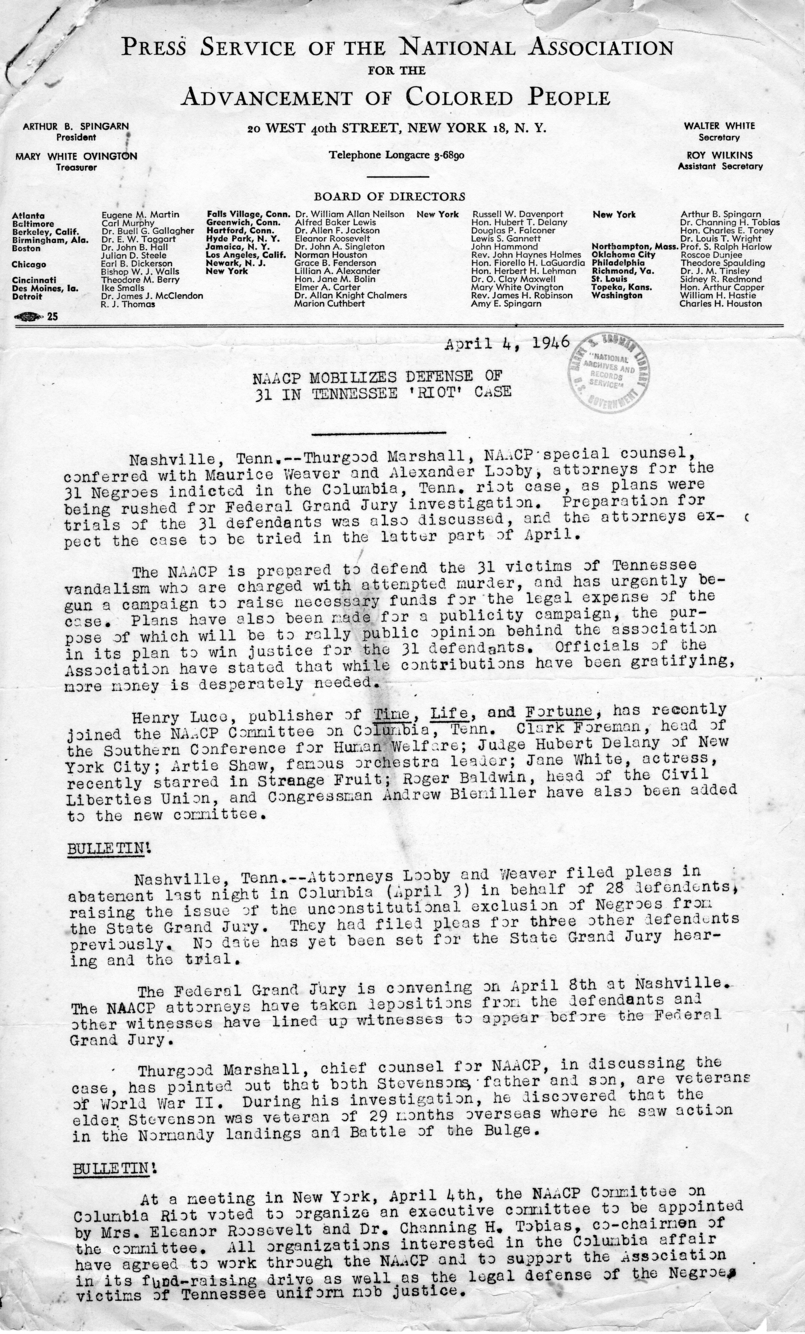 PRESS SERVICE OF THE NATIONAL ASSOCIATION
FOR THE
ADVANCEMENT OF COLORED PEOPLE
ARTHUR B. SPINGARN
President
MARY WHITE OVINGTON
Treasurer
20 WEST 40th STREET, NEW YORK 18, N. Y.
Telephone Longacre 3-6890
WALTER WHITE
Secretary
ROY WILKINS
Assistant Secretary
BOARD OF DIRECTORS
Atlanta Eugene M. Martin
Baltimore Carl Murphy
Berkeley, Calif. Dr. Buell G. Gallagher
Birmingham, Ala. Dr. E. W. Taggart
Boston Dr. John B. Hall
Julian D. Steele
Chicago Earl B. Dickerson
Bishop W. J. Walls
Cincinnati Theodore M. Berry
Des Moines, Ia. Ike Smalls
Detroit Dr. James J. McClendon
R. J. Thomas
Falls Village, Conn. Dr. William Allan Neilson
Greenwich, Conn. Alfred Baker Lewis
Hartford, Conn. Dr. Allen F. Jackson
Hyde Park, N. Y. Eleanor Roosevelt
Jamaica, N. Y. Dr. John A. Singleton
Los Angeles, Calif. Norman Houston
Newark, N. J. Grace B. Fenderson
New York Lillian A. Alexander
Hon. Jane M. Bolin
Elmer A. Carter
Dr. Allan Knight Chalmers
Marion Cuthbert
New York Russell W. Davenport
Hon. Hubert T. Delany
Douglas P. Falconer
Lewis S. Gannett
John Hammond
Rev. John Haynes Holmes
Hon. Fiorello H. LaGuardia
Hon. Herbert H. Lehman
Dr. O. Clay Maxwell
Mary White Ovington
Rev. James H. Robinson
Amy E. Spingarn
New York Arthur B. Spingarn
Dr. Channing H. Tobias
Hon. Charles E. Toney
Dr. Louis T. Wright
Northampton, Mass. Prof. S. Ralph Harlow
Oklahoma City Roscoe Dunjee
Philadelphia Theodore Spaulding
Richmond, Va. Dr. J. M. Tinsley
St. Louis Sidney R. Redmond
Topeka, Kans. Hon. Arthur Capper
Washington William H. Hastie
Charles H. Houston
25
April 4, 1946
HARRY S. TRUMAN LIBRARY
"NATIONAL
ARCHIVES AND
RECORDS
SERVICE"
U.S. GOVERNMENT
NAACP MOBILIZES DEFENSE OF
31 IN TENNESSEE 'RIOT' CASE
Nashville, Tenn.--Thurgood Marshall, NAACP special counsel,
conferred with Maurice Weaver and Alexander Looby, attorneys for the
31 Negroes indicted in the Columbia, Tenn. riot case, as plans were
being rushed for Federal Grand Jury investigation. Preparation for
trials of the 31 defendants was also discussed, and the attorneys ex-
pect the case to be tried in the latter part of April.
The NAACP is prepared to defend the 31 victims of Tennessee
vandalism who are charged with attempted murder, and has urgently be-
gun a campaign to raise necessary funds for the legal expense of the
case. Plans have also been made for a publicity campaign, the pur-
pose of which will be to rally public opinion behind the association
in its plan to win justice for the 31 defendants. Officials of the
Association have stated that while contributions have been gratifying,
more money is desperately needed.
Henry Luce, publisher of Time, Life, and Fortune, has recently
joined the NAACP Committee on Columbia, Tenn. Clark Foreman, head of
the Southern Conference for Human Welfare; Judge Hubert Delany of New
York City; Artie Shaw, famous orchestra leader; Jane White, actress,
recently starred in Strange Fruit; Roger Baldwin, head of the Civil
Liberties Union, and Congressman Andrew Biemiller have also been added
to the new committee.
BULLETIN!
Nashville, Tenn.--Attorneys Looby and Weaver filed pleas in
abatement last night in Columbia (April 3) in behalf of 28 defendents,
raising the issue of the unconstitutional exclusion of Negroes from
the State Grand Jury. They had filed pleas for three other defendents
previously. No date has yet been set for the State Grand Jury hear-
ing and the trial.
The Federal Grand Jury is convening on April 8th at Nashville.
The NAACP attorneys have taken depositions from the defendants and
other witnesses have lined up witnesses to appear before the Federal
Grand Jury.
Thurgood Marshall, chief counsel for NAACP, in discussing the
case, has pointed out that both Stevensons, father and son, are veterans
of World War II. During his investigation, he discovered that the
elder Stevenson was veteran of 29 months overseas where he saw action
in the Normandy landings and Battle of the Bulge.
BULLETIN!
At a meeting in New York, April 4th, the NAACP Committee on
Columbia Riot voted to organize an executive committee to be appointed
by Mrs. Eleanor Roosevelt and Dr. Channing H. Tobias, co-chairmen of
the committee. All organizations interested in the Columbia affair
have agreed to work through the NAACP and to support the Association
in its fund-raising drive as well as the legal defense of the Negroes
victims of Tennessee uniform mob justice.